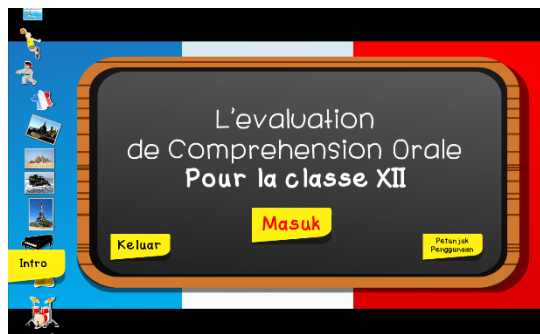 L'evaluation
de Comprehension Orale
Pour la classe XII
Masuk
Keluar
Petunjuk
Penggunaan
Intro